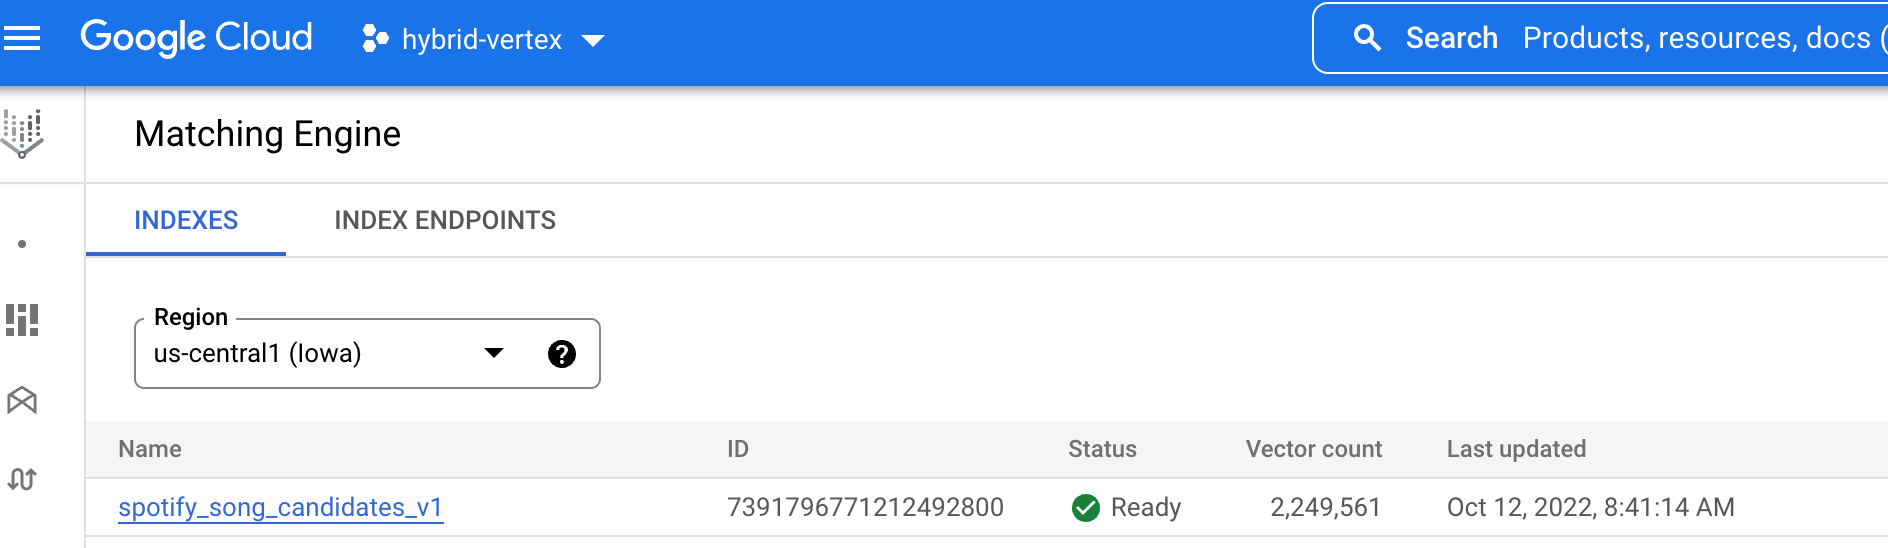 Google Cloud hybrid-vertex Search Products, resources, docs (
Matching Engine
INDEXES INDEX ENDPOINTS
Region
us-central1 (Iowa) ?
Name ID Status Vector count Last updated
spotify_song_candidates_v1 7391796771212492800 Ready 2,249,561 Oct 12, 2022, 8:41:14 AM